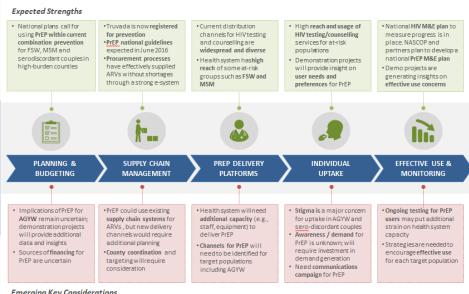 Expected Strengths
• National plans call for
using PrEP within current
combination prevention
for FSW, MSM, and
serodiscordant couples in
high-burden counties
• Truvada is now registered
for prevention
• PrEP national guidelines
expected in June 2016
• Procurement processes
have effectively supplied
ARVs without shortages
through a strong e-system
• Current distribution
channels for HIV testing
and counselling are
widespread and diverse
• Health system has high
reach of some at-risk
groups such as FSW and
MSM
• High reach and usage of
HIV testing/counselling
services for at-risk
populations
• Demonstration projects
will provide insight on
user needs and
preferences for PrEP
• National HIV M&E plan to
measure progress is in
place. NASCOP and
partners plan to develop a
national PrEP M&E plan
• Demo projects are
generating insights on
effective use concerns
PLANNING &
BUDGETING
SUPPLY CHAIN
MANAGEMENT
PREP DELIVERY
PLATFORMS
INDIVIDUAL
UPTAKE
EFFECTIVE USE &
MONITORING
• Implications of PrEP for
AGYW remain uncertain;
demonstration projects
will provide additional
data and insights
• Sources of financing for
PrEP are uncertain
• PrEP could use existing
supply chain systems for
ARVs, but new delivery
channels would require
additional planning
• County coordination and
targeting will require
consideration
• Health system will need
additional capacity (e.g.,
staff, equipment) to
deliver PrEP
• Channels for PrEP will
need to be identified for
target populations
including AGYW
• Stigma is a major concern
for uptake in AGYW and
sero-discordant couples
• Awareness / demand for
PrEP is unknown; will
require investment in
demand generation
• Need communications
campaign for PrEP
• Ongoing testing for PrEP
users may put additional
strain on health system
capacity
• Strategies are needed to
encourage effective use
for each target population
Emerging Key Considerations